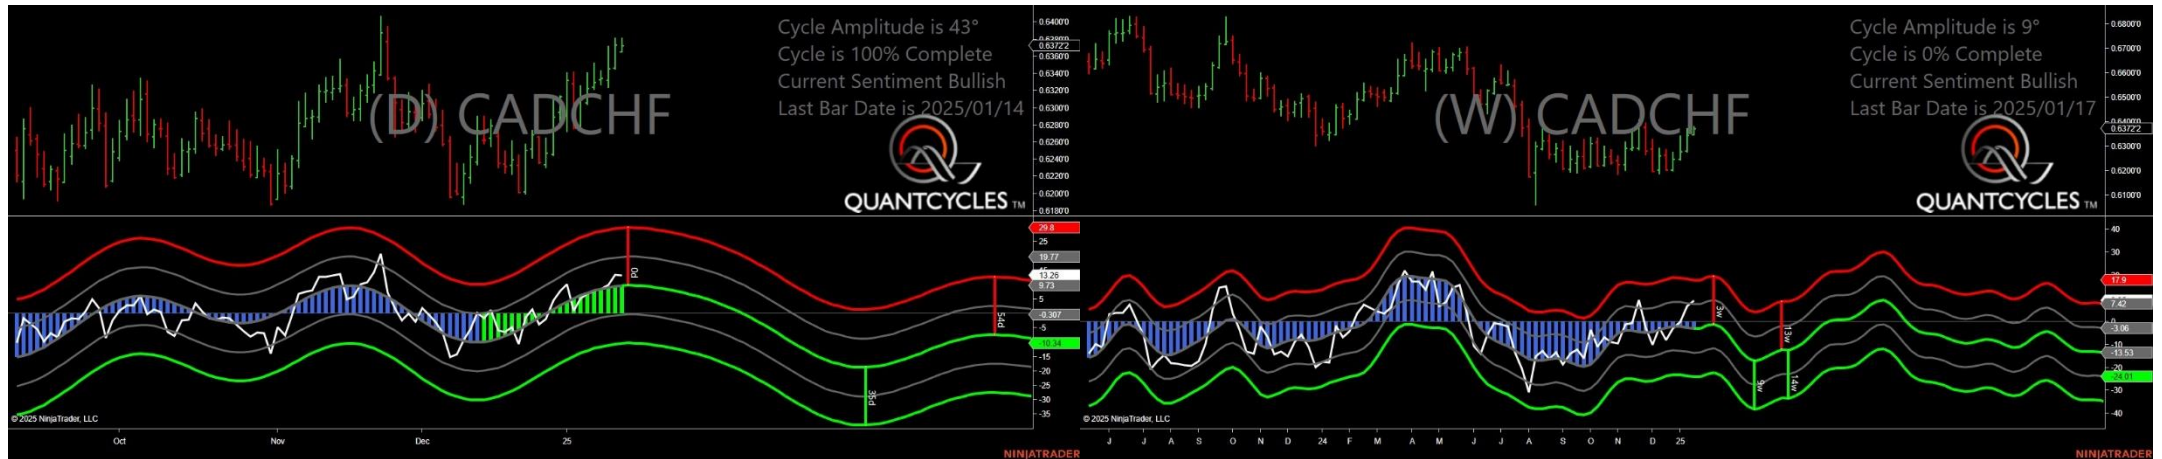 Cycle Amplitude is 43°
Cycle is 100% Complete
Current Sentiment Bullish
Last Bar Date is 2025/01/14
(D) CADCHF
QUANTCYCLES TM
0.6400'0
0.6372'2
0.6360'0
0.6340'0
0.6320'0
0.6300'0
0.6280'0
0.6260'0
0.6240'0
0.6220'0
0.6200'0
0.6180'0
29.8
25
19.77
13.26
9.73
5
-0.307
-5
-10.34
-15
-20
-25
-30
-35
0d
35d
54d
© 2025 NinjaTrader, LLC
Oct Nov Dec 25
NINJATRADER
Cycle Amplitude is 9°
Cycle is 0% Complete
Current Sentiment Bullish
Last Bar Date is 2025/01/17
(W) CADCHF
QUANTCYCLES TM
0.6800'0
0.6700'0
0.6600'0
0.6500'0
0.6400'0
0.6372'2
0.6300'0
0.6200'0
0.6100'0
40
30
17.9
7.42
0
-3.06
-10
-13.53
-24.01
-30
-40
3w
9w
13w
14w
© 2025 NinjaTrader, LLC
J J A S O N D 24 F M A M J J A S O N D 25
NINJATRADER